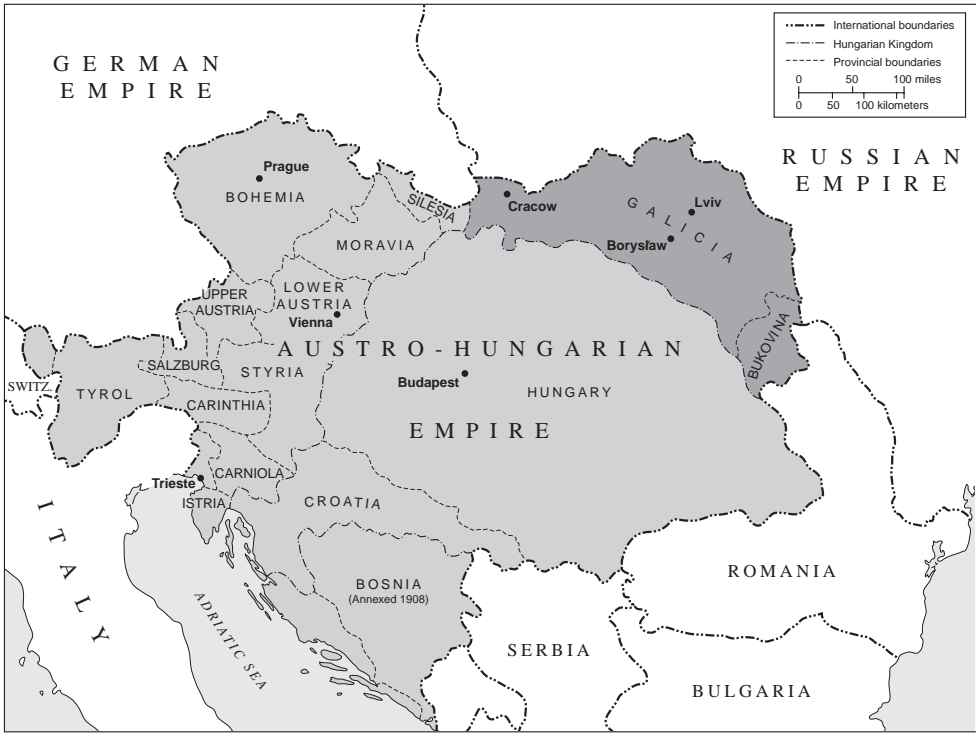 International boundaries
Hungarian Kingdom
Provincial boundaries
0 50 100 miles
0 50 100 kilometers
GERMAN
EMPIRE
RUSSIAN
EMPIRE
Prague
BOHEMIA
SILESIA
MORAVIA
Cracow
GALICIA
Lviv
Borysław
BUKOVINA
UPPER
AUSTRIA
LOWER
AUSTRIA
Vienna
AUSTRO-HUNGARIAN
EMPIRE
SALZBURG
STYRIA
SWITZ.
TYROL
CARINTHIA
Budapest
HUNGARY
CARNIOLA
Trieste
ISTRIA
CROATIA
ITALY
ADRIATIC SEA
BOSNIA
(Annexed 1908)
ROMANIA
SERBIA
BULGARIA